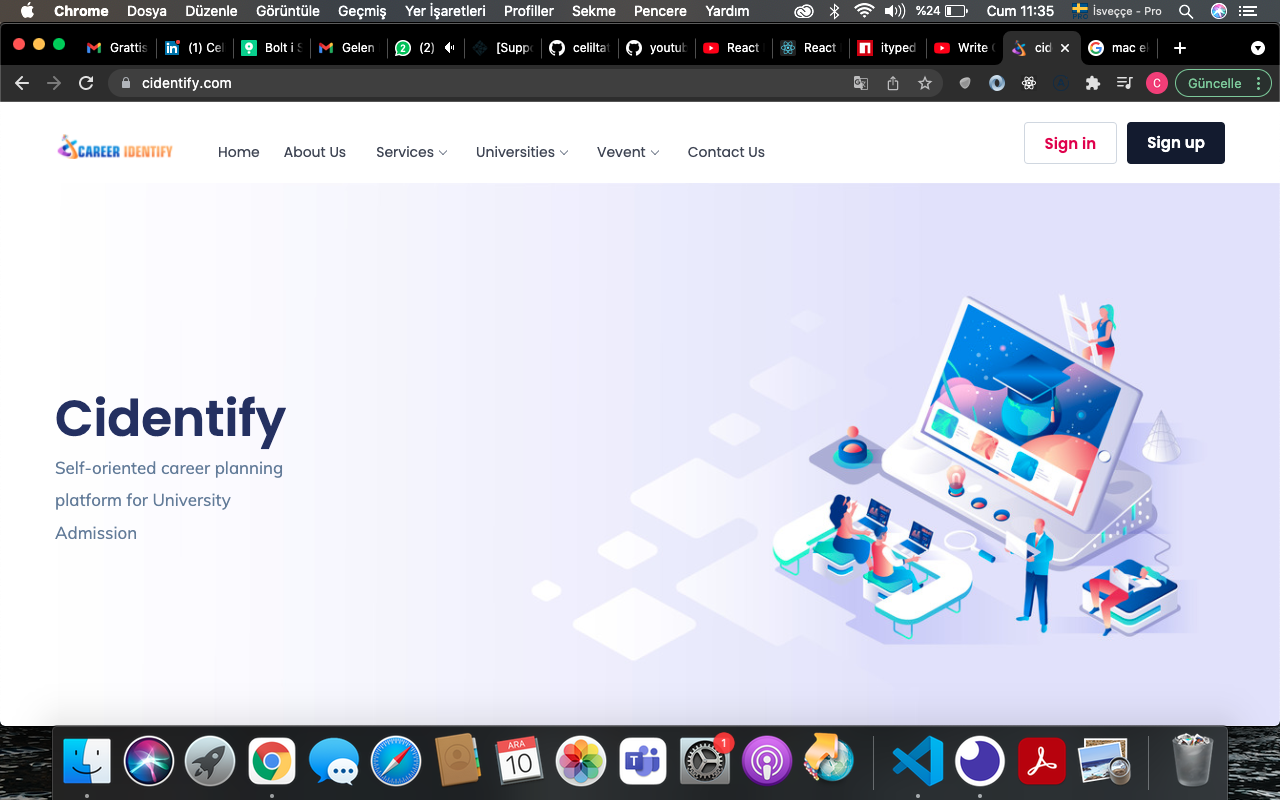 Chrome Dosya Düzenle Görüntüle Geçmiş Yer İşaretleri Profiller Sekme Pencere Yardım %24 Cum 11:35 İsveççe - Pro
Grattis (1) Cel Bolt i S Gelen (2) [Supp celiltat youtub React React ityped Write cid mac ek
cidentify.com C Güncelle
CAREER IDENTIFY Home About Us Services Universities Vevent Contact Us Sign in Sign up
Cidentify
Self-oriented career planning
platform for University
Admission
ARA
10
1